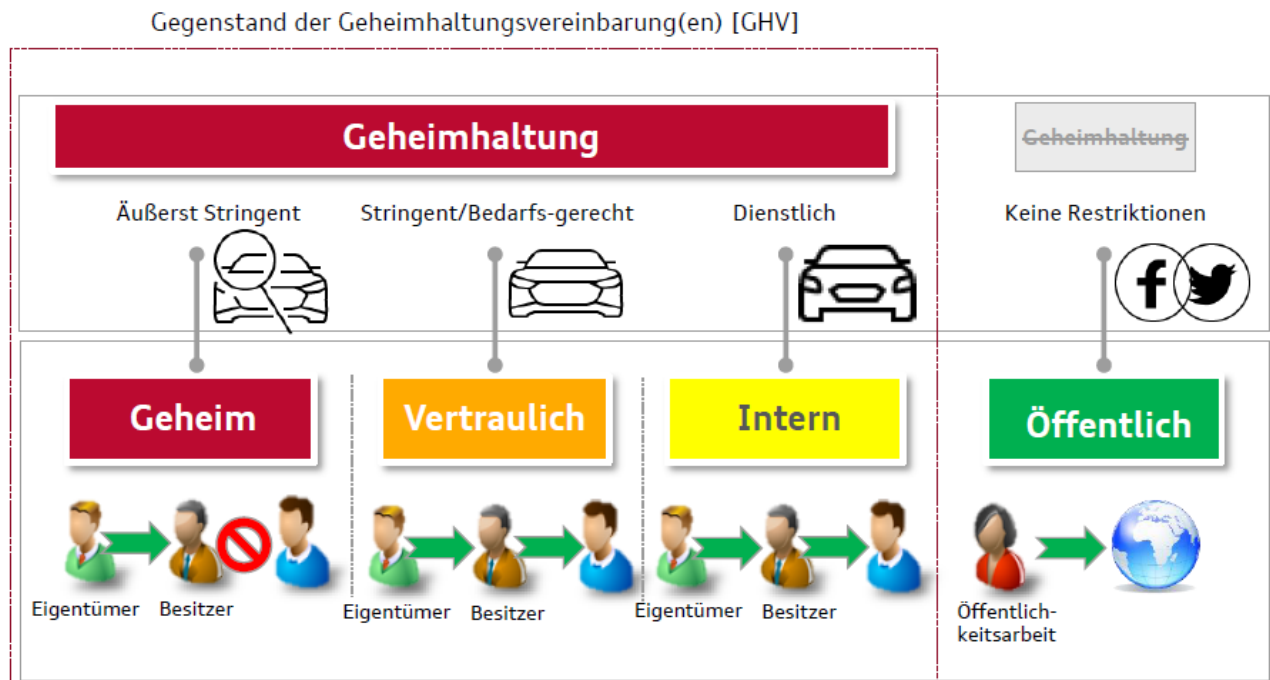 Gegenstand der Geheimhaltungsvereinbarung(en) [GHV]
Geheimhaltung
Geheimhaltung
Äußerst Stringent
Stringent/Bedarfs-gerecht
Dienstlich
Keine Restriktionen
Geheim
Vertraulich
Intern
Öffentlich
Eigentümer
Besitzer
Eigentümer
Besitzer
Eigentümer
Besitzer
Öffentlich-
keitsarbeit